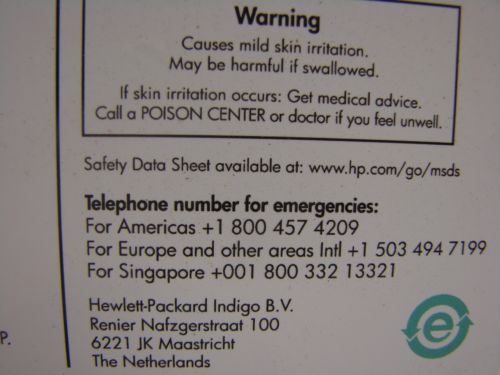 Warning
Causes mild skin irritation.
May be harmful if swallowed.
If skin irritation occurs: Get medical advice.
Call a POISON CENTER or doctor if you feel unwell.
Safety Data Sheet available at: www.hp.com/go/msds
Telephone number for emergencies:
For Americas +1 800 457 4209
For Europe and other areas Intl +1 503 494 7199
For Singapore +001 800 332 13321
Hewlett-Packard Indigo B.V.
Renier Nafzgerstraat 100
6221 JK Maastricht
The Netherlands
P.
e